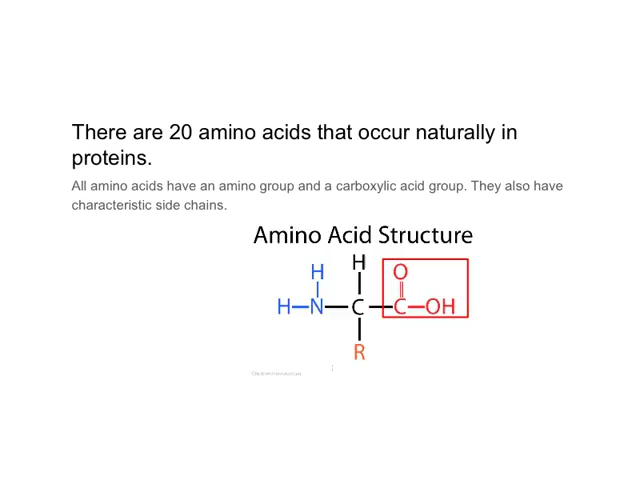 There are 20 amino acids that occur naturally in
proteins.
All amino acids have an amino group and a carboxylic acid group. They also have
characteristic side chains.
Amino Acid Structure
H H O
H N C C OH
R